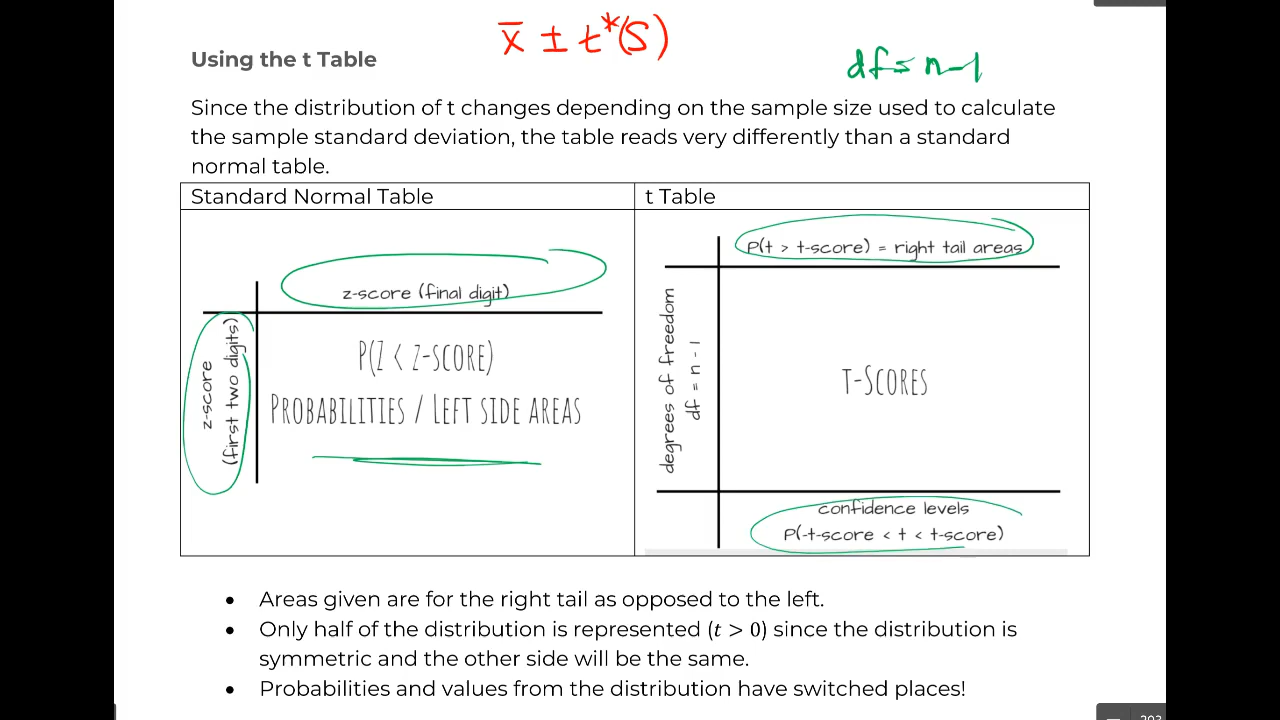 x̄ ± t*(S)
Using the t Table
df = n-1
Since the distribution of t changes depending on the sample size used to calculate
the sample standard deviation, the table reads very differently than a standard
normal table.
Standard Normal Table
t Table
z-score (final digit)
z-score
(first two digits)
P(Z < z-score)
Probabilities / Left side areas
P(t > t-score) = right tail areas
degrees of freedom
df = n - 1
t-Scores
confidence levels
P(-t-score < t < t-score)
• Areas given are for the right tail as opposed to the left.
• Only half of the distribution is represented (t > 0) since the distribution is
symmetric and the other side will be the same.
• Probabilities and values from the distribution have switched places!